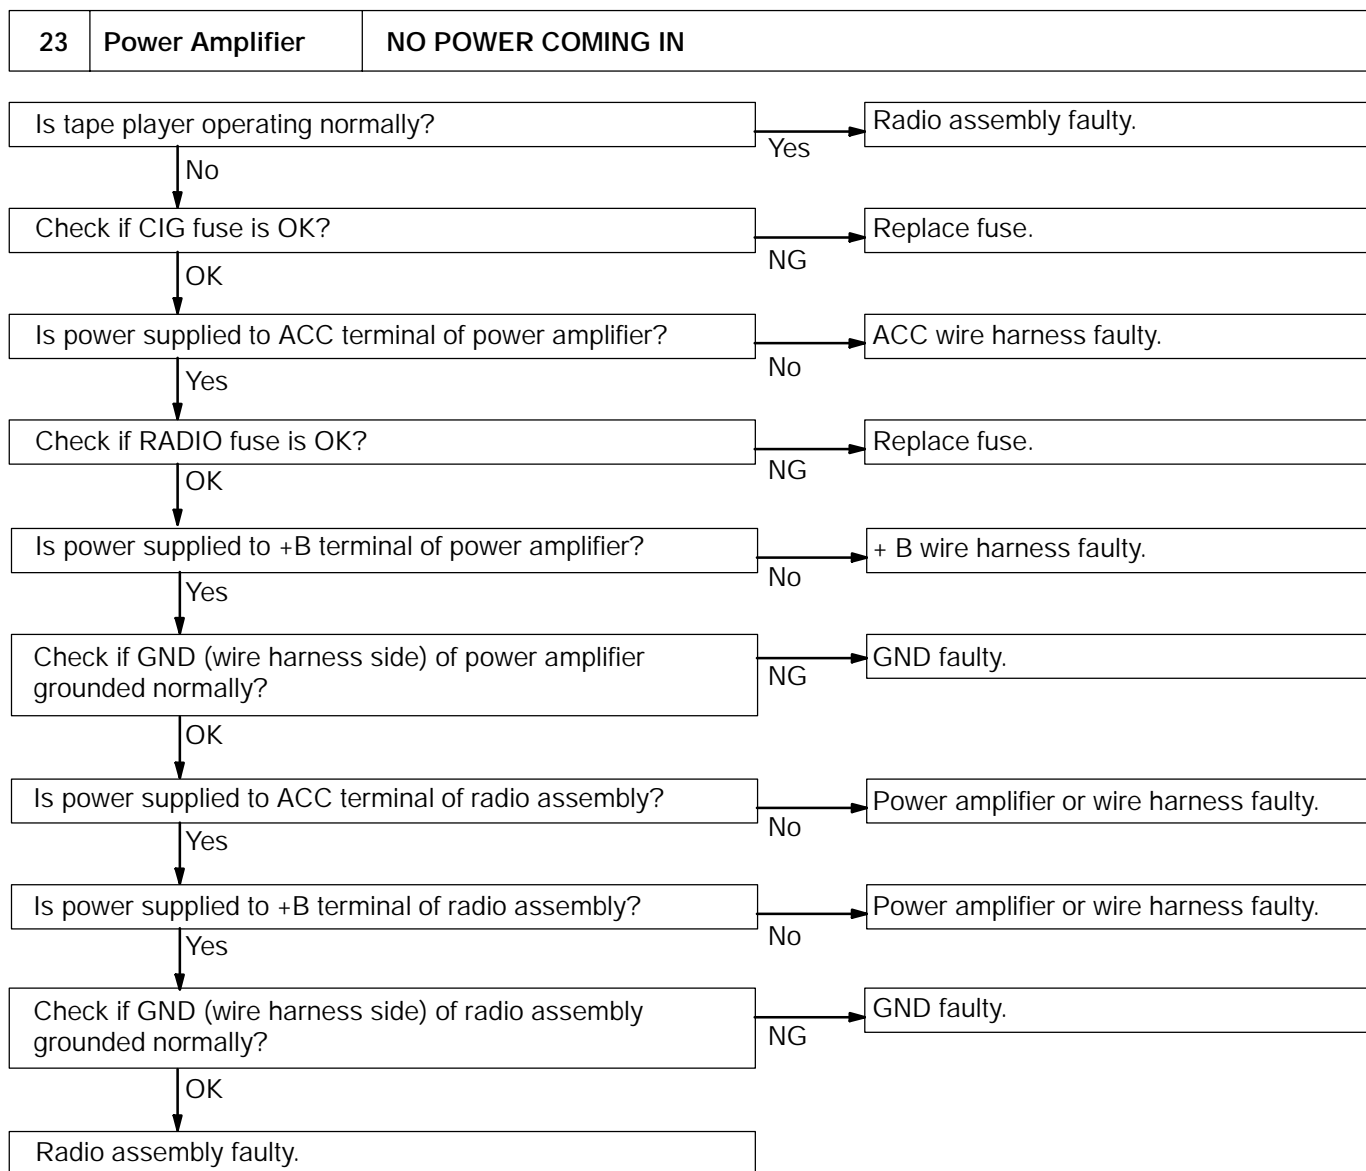 23 Power Amplifier NO POWER COMING IN
Is tape player operating normally?
Yes
Radio assembly faulty.
No
Check if CIG fuse is OK?
NG
Replace fuse.
OK
Is power supplied to ACC terminal of power amplifier?
No
ACC wire harness faulty.
Yes
Check if RADIO fuse is OK?
NG
Replace fuse.
OK
Is power supplied to +B terminal of power amplifier?
No
+ B wire harness faulty.
Yes
Check if GND (wire harness side) of power amplifier
grounded normally?
NG
GND faulty.
OK
Is power supplied to ACC terminal of radio assembly?
No
Power amplifier or wire harness faulty.
Yes
Is power supplied to +B terminal of radio assembly?
No
Power amplifier or wire harness faulty.
Yes
Check if GND (wire harness side) of radio assembly
grounded normally?
NG
GND faulty.
OK
Radio assembly faulty.